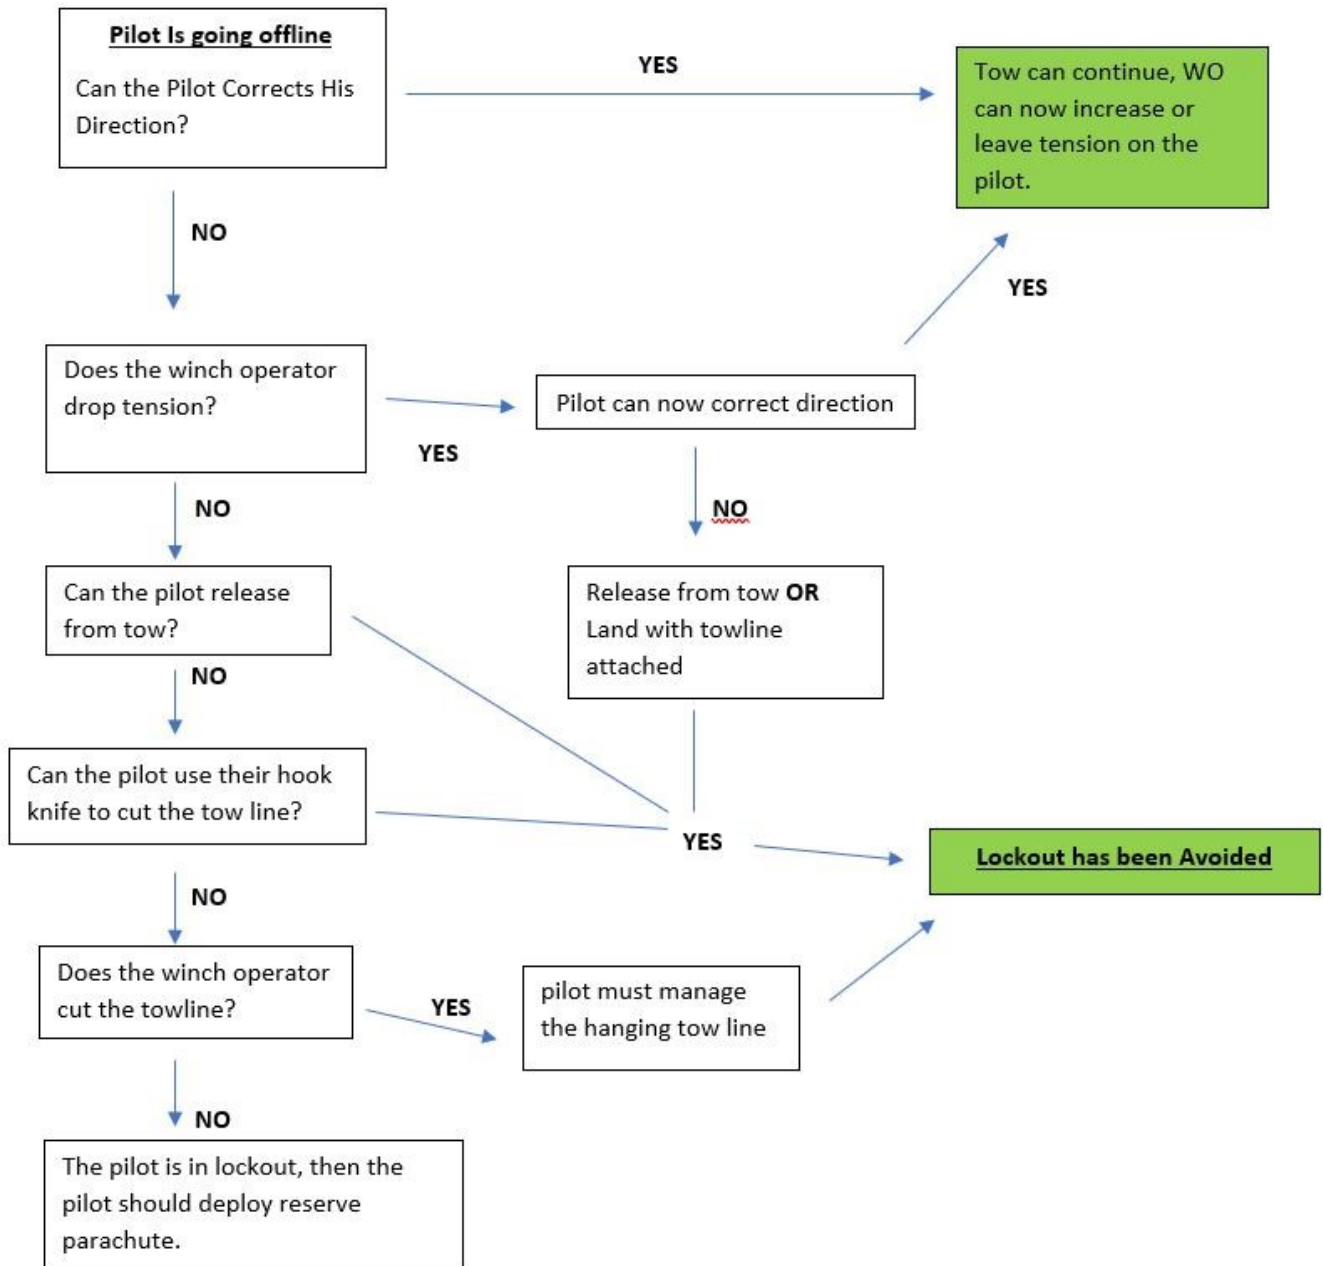 Pilot Is going offline
Can the Pilot Corrects His
Direction?
YES
Tow can continue, WO
can now increase or
leave tension on the
pilot.
NO
YES
Does the winch operator
drop tension?
YES
Pilot can now correct direction
NO
NO
Can the pilot release
from tow?
Release from tow OR
Land with towline
attached
NO
Can the pilot use their hook
knife to cut the tow line?
YES
Lockout has been Avoided
NO
Does the winch operator
cut the towline?
YES
pilot must manage
the hanging tow line
NO
The pilot is in lockout, then the
pilot should deploy reserve
parachute.